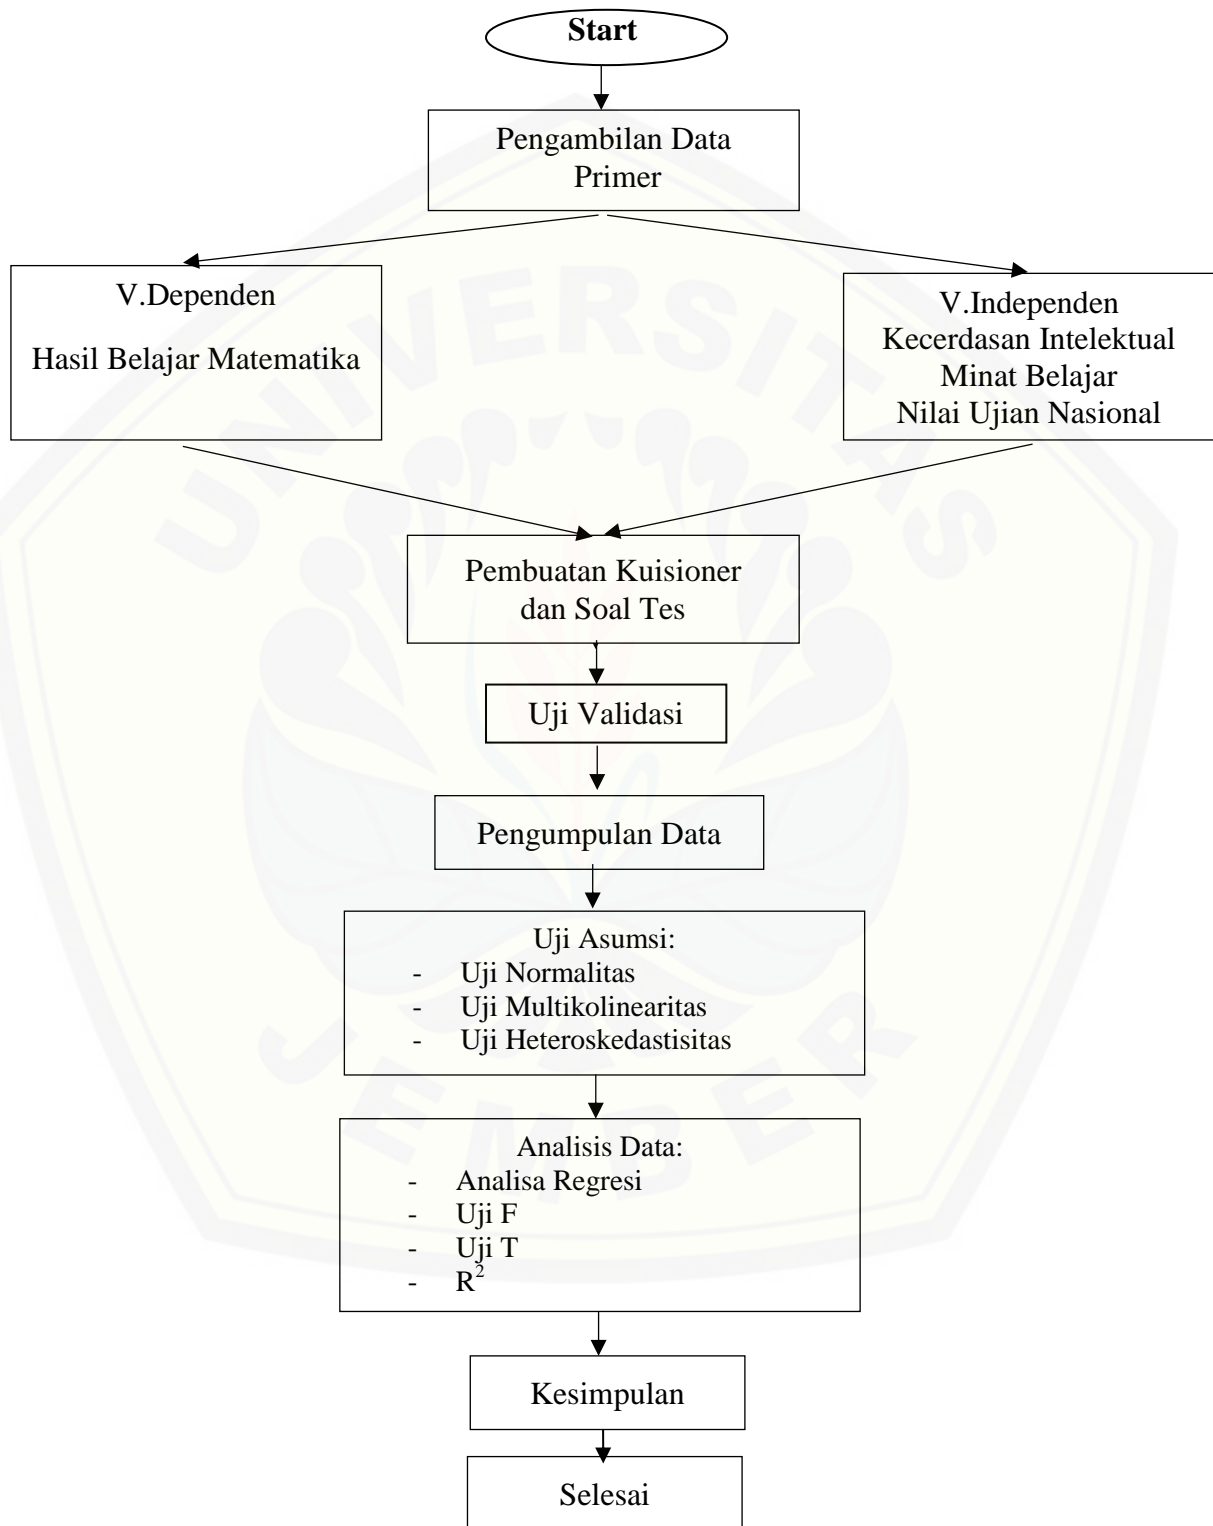 Start
Pengambilan Data
Primer
V.Dependen
Hasil Belajar Matematika
V.Independen
Kecerdasan Intelektual
Minat Belajar
Nilai Ujian Nasional
Pembuatan Kuisioner
dan Soal Tes
Uji Validasi
Pengumpulan Data
Uji Asumsi:
- Uji Normalitas
- Uji Multikolinearitas
- Uji Heteroskedastisitas
Analisis Data:
- Analisa Regresi
- Uji F
- Uji T
- R²
Kesimpulan
Selesai
UNIVERSITAS
JEMBER